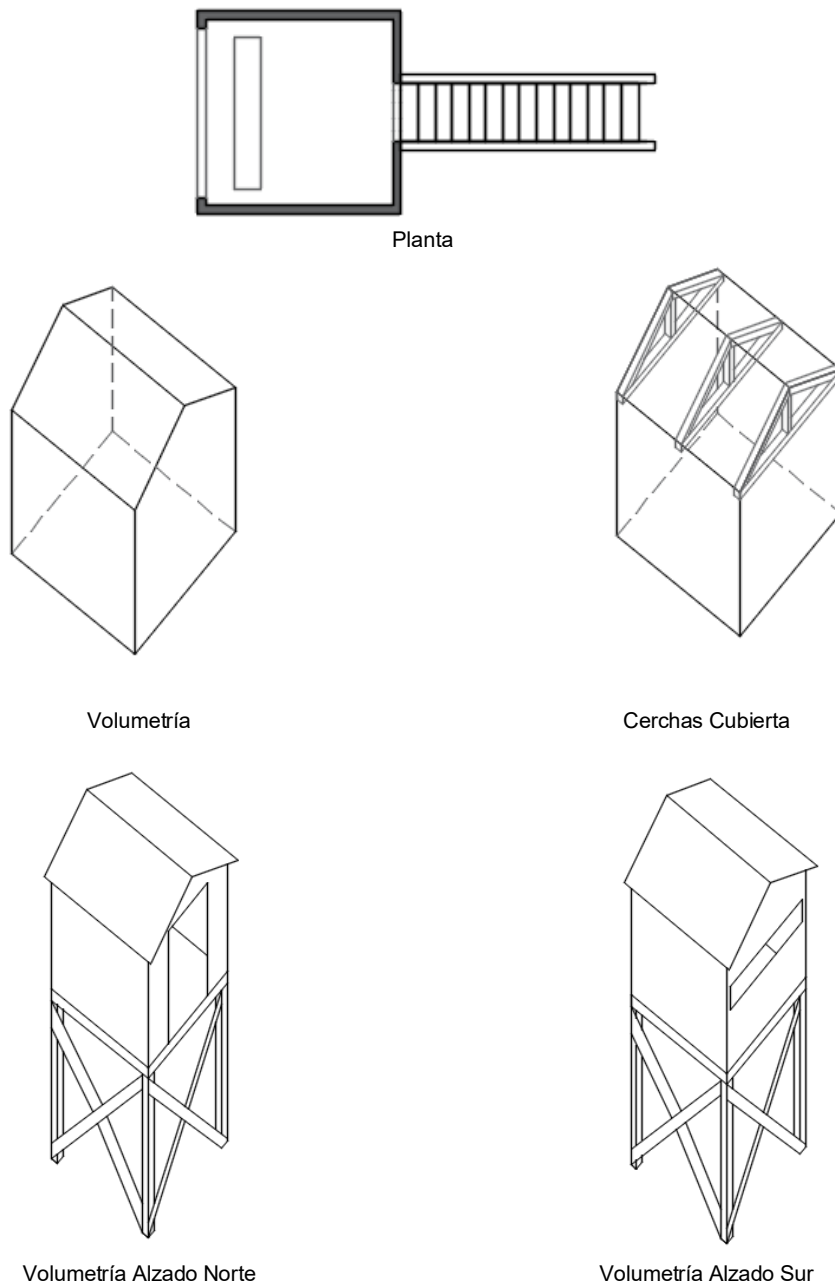 Planta
Volumetría
Cerchas Cubierta
Volumetría Alzado Norte
Volumetría Alzado Sur